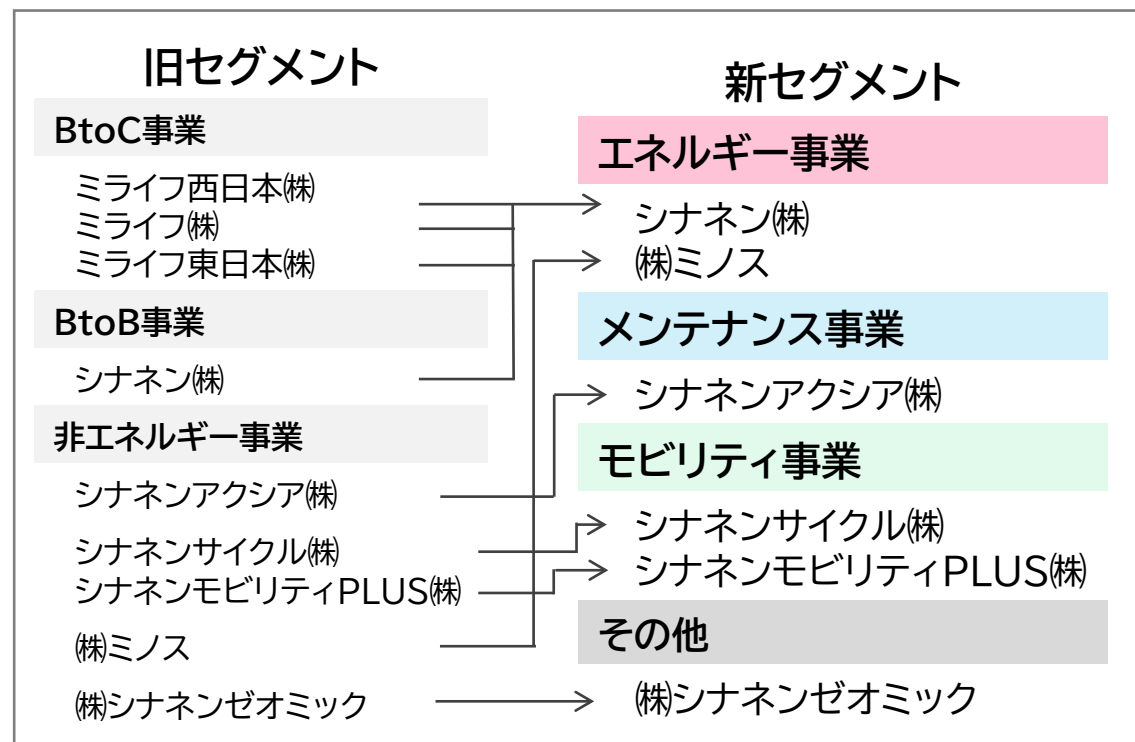 旧セグメント
BtoC事業
ミライフ西日本㈱
ミライフ㈱
ミライフ東日本㈱
BtoB事業
シナネン㈱
非エネルギー事業
シナネンアクシア㈱
シナネンサイクル㈱
シナネンモビリティPLUS㈱
㈱ミノス
㈱シナネンゼオミック
新セグメント
エネルギー事業
シナネン㈱
㈱ミノス
メンテナンス事業
シナネンアクシア㈱
モビリティ事業
シナネンサイクル㈱
シナネンモビリティPLUS㈱
その他
㈱シナネンゼオミック